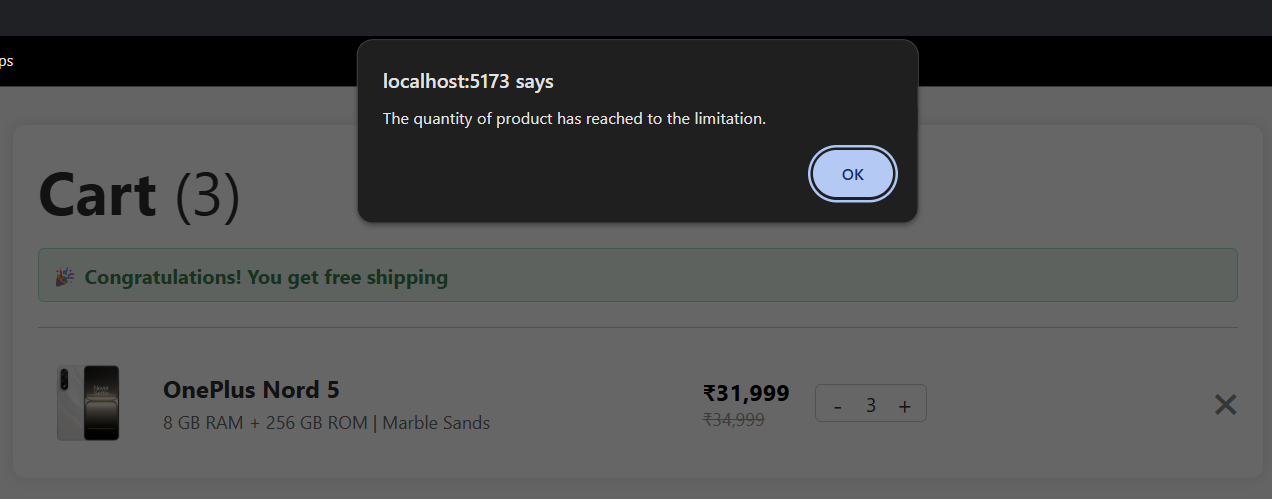 ps
localhost:5173 says
The quantity of product has reached to the limitation.
OK
Cart (3)
🎉 Congratulations! You get free shipping
OnePlus Nord 5
8 GB RAM + 256 GB ROM | Marble Sands
₹31,999
₹34,999
- 3 +